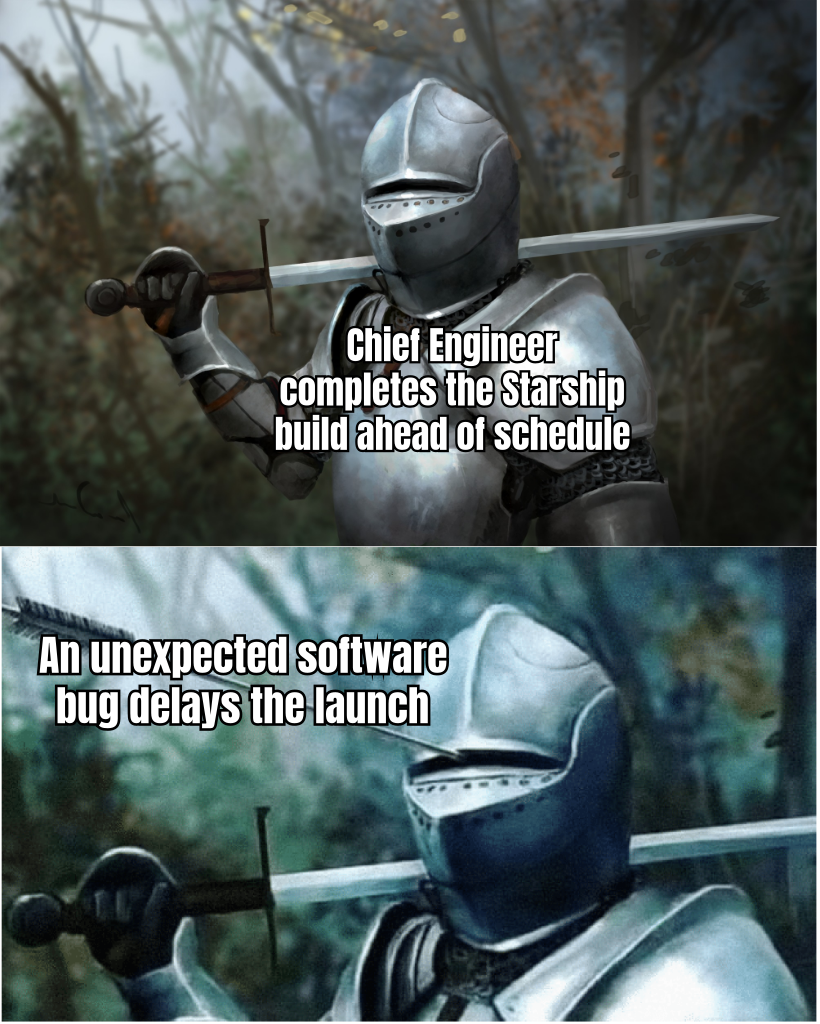 Chief Engineer
completes the Starship
build ahead of schedule
An unexpected software
bug delays the launch